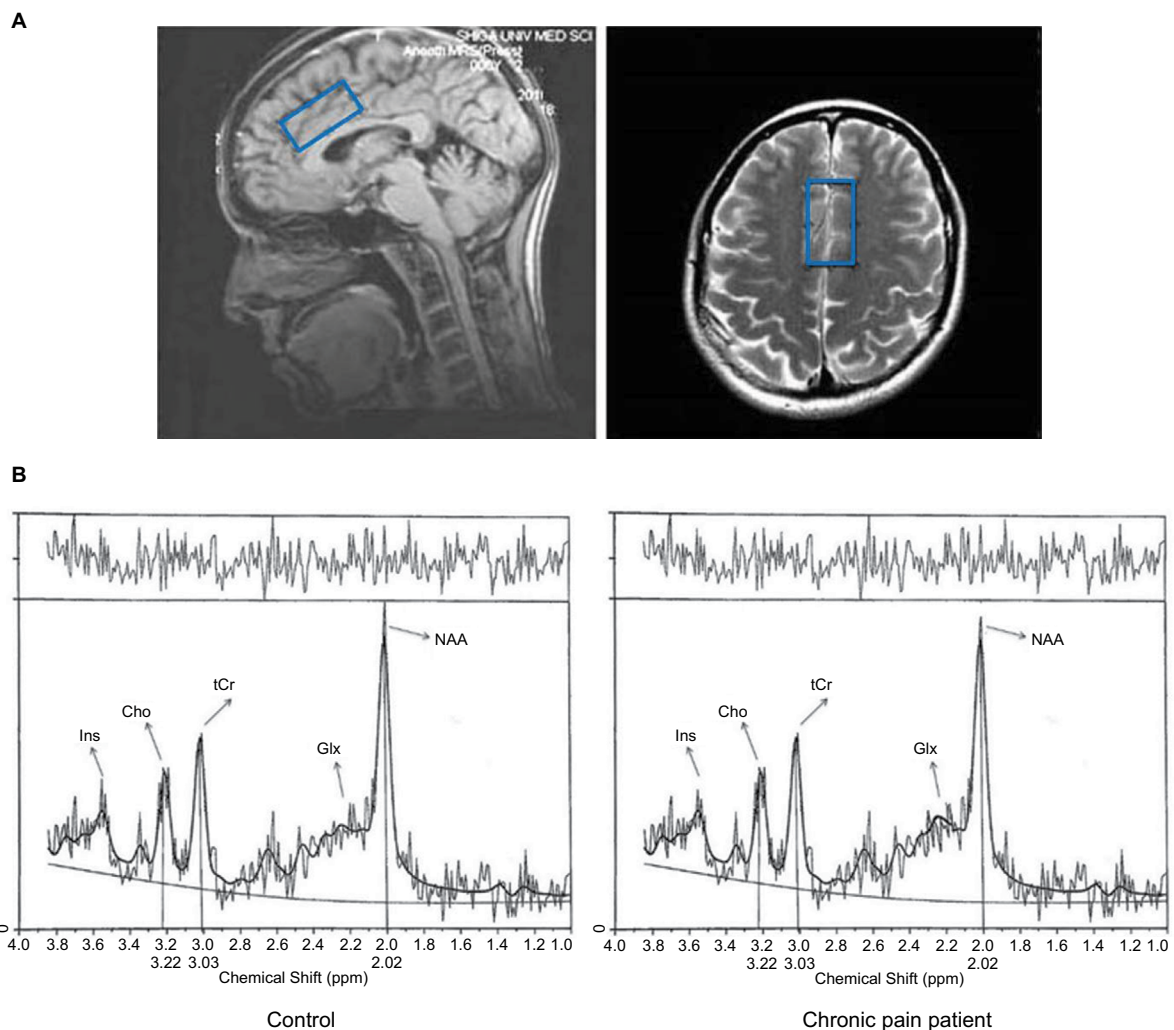 A
SHIGA UNIV MED SCI
2011
18:
B
NAA
tCr
Cho
Ins
Glx
0
4.0 3.8 3.6 3.4 3.0 2.8 2.6 2.4 2.2 2.0 1.8 1.6 1.4 1.2 1.0
3.22 3.03 2.02
Chemical Shift (ppm)
Control
NAA
tCr
Cho
Ins
Glx
0
4.0 3.8 3.6 3.4 3.2 3.0 2.8 2.6 2.4 2.2 2.0 1.8 1.6 1.4 1.2 1.0
3.22 3.03 2.02
Chemical Shift (ppm)
Chronic pain patient